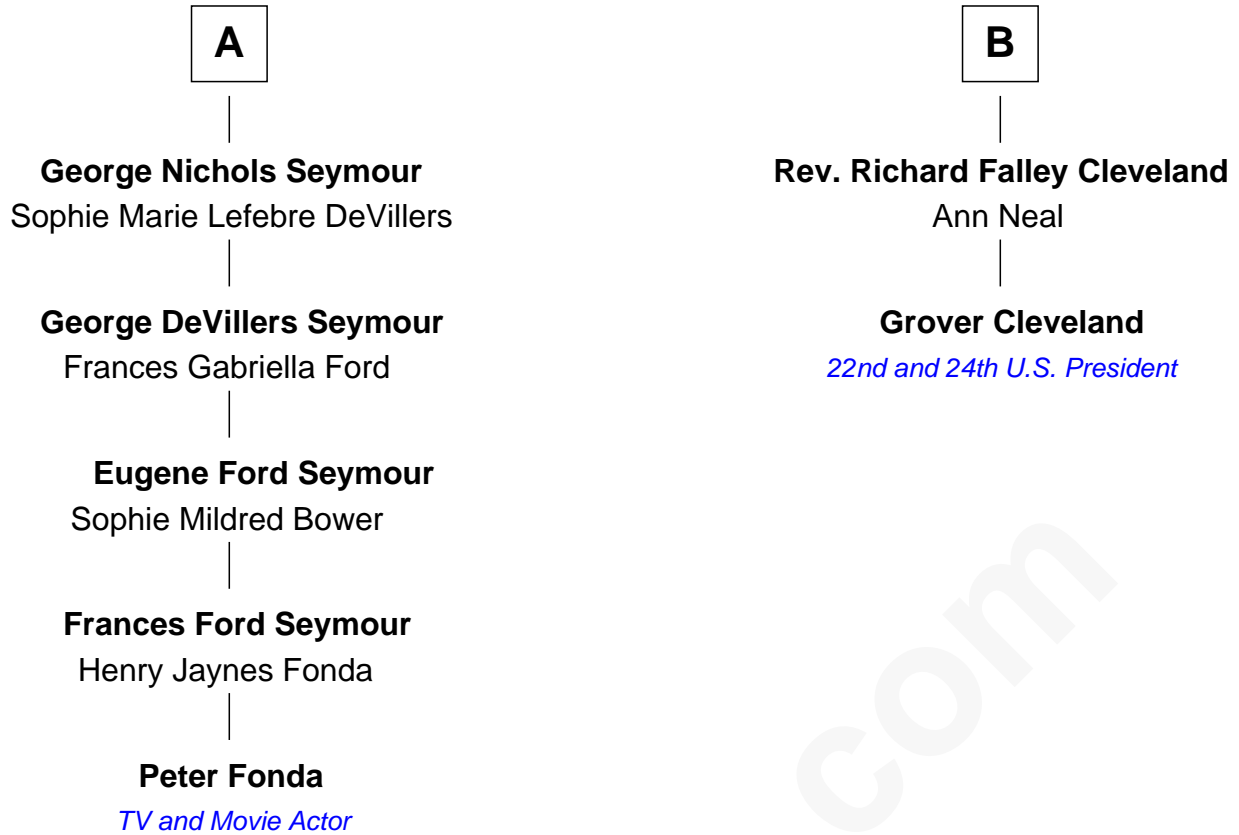 A
George Nichols Seymour
Sophie Marie Lefebre DeVillers
George DeVillers Seymour
Frances Gabriella Ford
Eugene Ford Seymour
Sophie Mildred Bower
Frances Ford Seymour
Henry Jaynes Fonda
Peter Fonda
TV and Movie Actor
B
Rev. Richard Falley Cleveland
Ann Neal
Grover Cleveland
22nd and 24th U.S. President
com